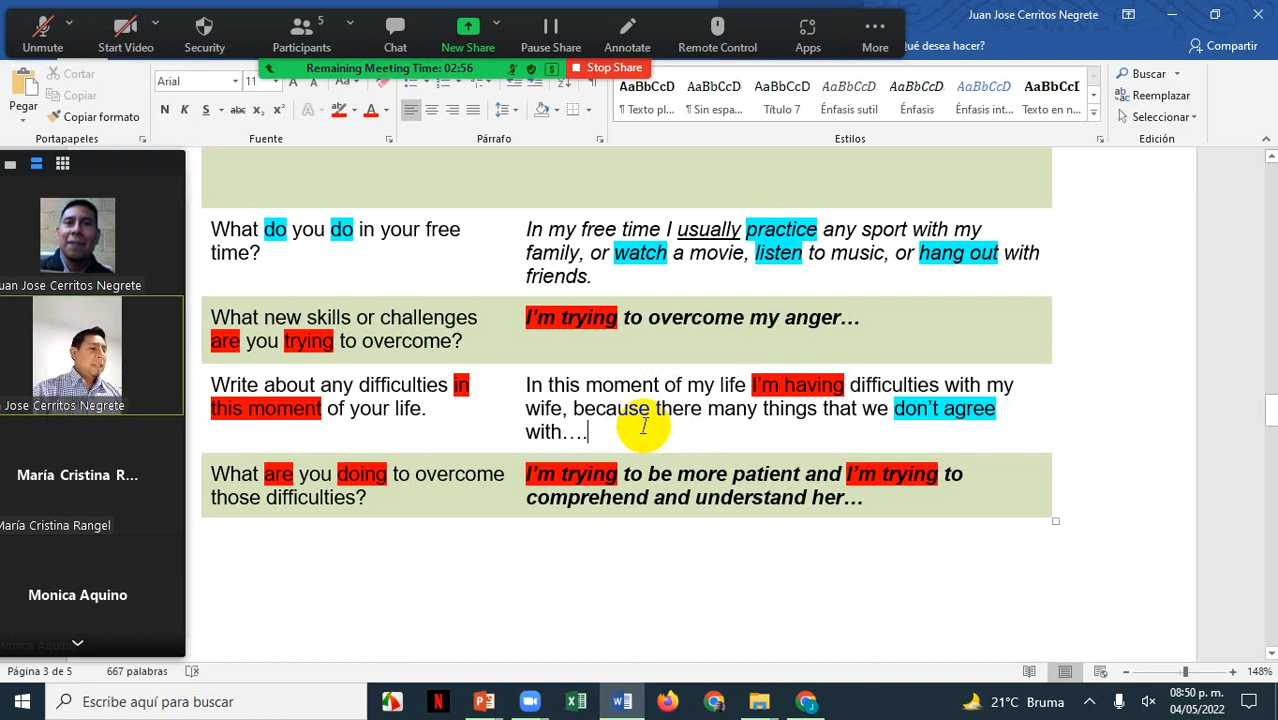 Juan Jose Cerritos Negrete
Unmute
Start Video
Security
5
Participants
Chat
New Share
Pause Share
Annotate
Remote Control
Apps
More
Qué desea hacer?
Compartir
Remaining Meeting Time: 02:56
Stop Share
Pegar
Cortar
Copiar
Copiar formato
Portapapeles
Arial
11
Aa
N K S abc x₂ x²
Fuente
Párrafo
AaBbCcD AaBbCcD AaBbCcD AaBbCcD AaBbCcD AaBbCcD AaBbCcD
¶ Texto pl... ¶ Sin espa... Título 7 Énfasis sutil Énfasis Énfasis int... Texto en n...
Estilos
Buscar
Reemplazar
Seleccionar
Edición
uan Jose Cerritos Negrete
Jose Cerritos Negrete
María Cristina R...
María Cristina Rangel
Monica Aquino
Monica Aquino
What do you do in your free
time?
In my free time I usually practice any sport with my
family, or watch a movie, listen to music, or hang out with
friends.
What new skills or challenges
are you trying to overcome?
I'm trying to overcome my anger…
Write about any difficulties in
this moment of your life.
In this moment of my life I'm having difficulties with my
wife, because there many things that we don't agree
with….
What are you doing to overcome
those difficulties?
I'm trying to be more patient and I'm trying to
comprehend and understand her…
Página 3 de 5
667 palabras
148%
Escribe aquí para buscar
21°C Bruma
08:50 p. m.
04/05/2022